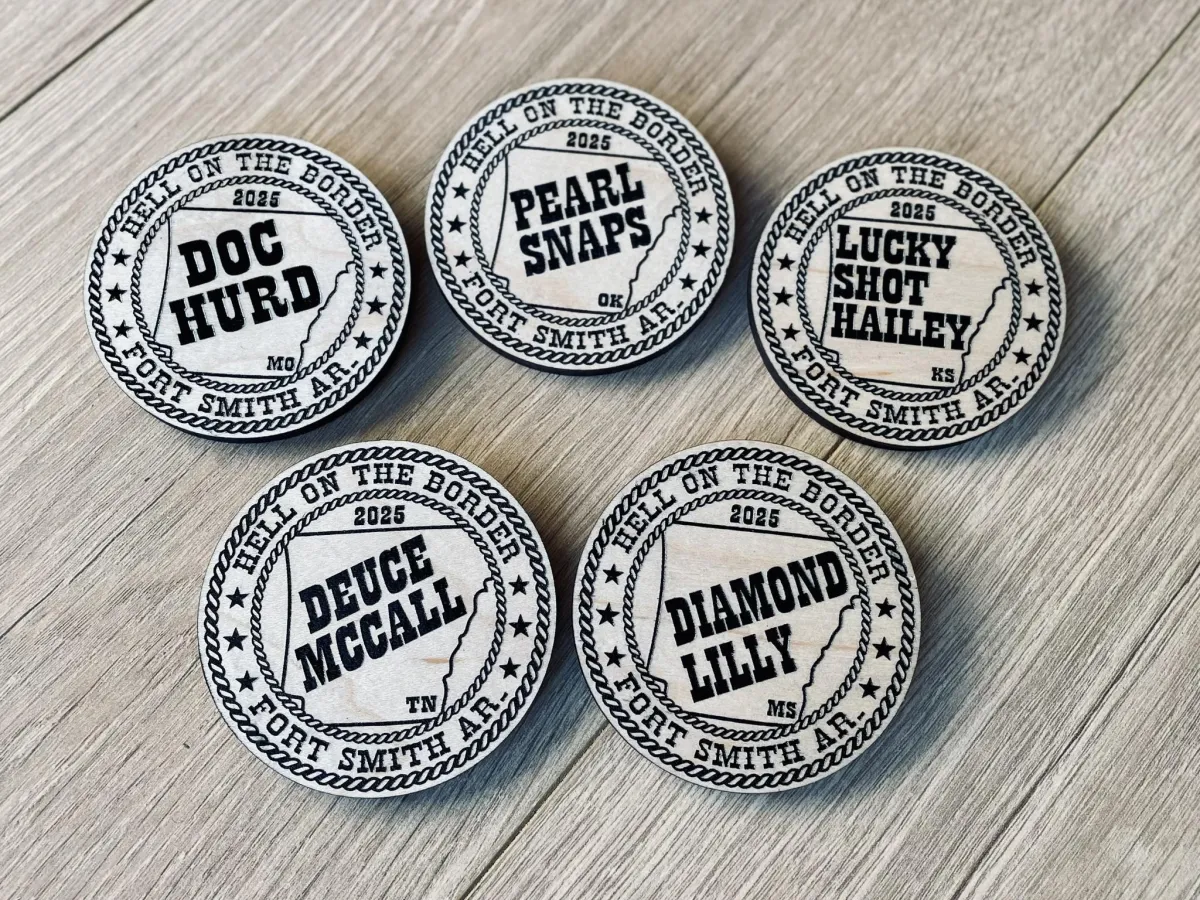 HELL ON THE BORDER
2025
DOC
HURD
MO
FORT SMITH AR.
HELL ON THE BORDER
2025
PEARL
SNAPS
OK
FORT SMITH AR.
HELL ON THE BORDER
2025
LUCKY
SHOT
HAILEY
KS
FORT SMITH AR.
HELL ON THE BORDER
2025
DEUCE
MCCALL
TN
FORT SMITH AR.
HELL ON THE BORDER
2025
DIAMOND
LILLY
MS
FORT SMITH AR.